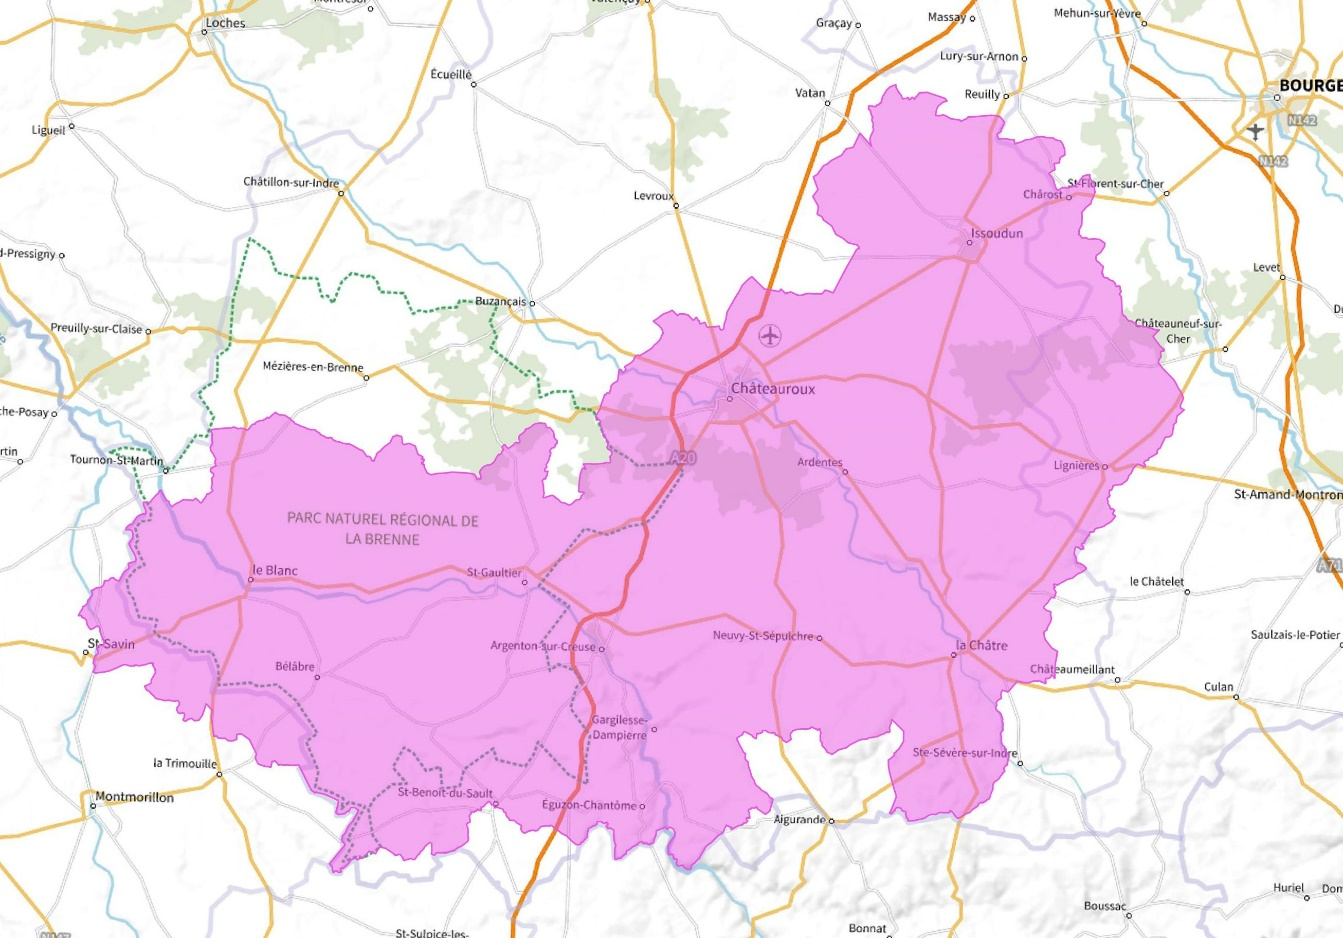 Loches
Graçay
Massay
Mehun-sur-Yèvre
Lury-sur-Arnon
Écueillé
Vatan
Reuilly
BOURGE
N142
N142
Ligueil
Châtillon-sur-Indre
Levroux
St-Florent-sur-Cher
Chârost
Issoudun
d-Pressigny
Levet
Buzançais
Preuilly-sur-Claise
Châteauneuf-sur-
Cher
Mézières-en-Brenne
Châteauroux
che-Posay
rtin
Tournon-St-Martin
A20
Ardentes
Lignières
St-Amand-Montron
PARC NATUREL RÉGIONAL DE
LA BRENNE
le Blanc
St-Gaultier
A71
le Châtelet
St-Savin
Argenton-sur-Creuse
Neuvy-St-Sépulchre
la Châtre
Saulzais-le-Potier
Bélâbre
Châteaumeillant
Culan
Gargilesse-
Dampierre
Ste-Sévère-sur-Indre
la Trimouille
Montmorillon
St-Benoît-du-Sault
Éguzon-Chantôme
Aigurande
Huriel
Dom
Boussac
Bonnat
St-Sulpice-les-